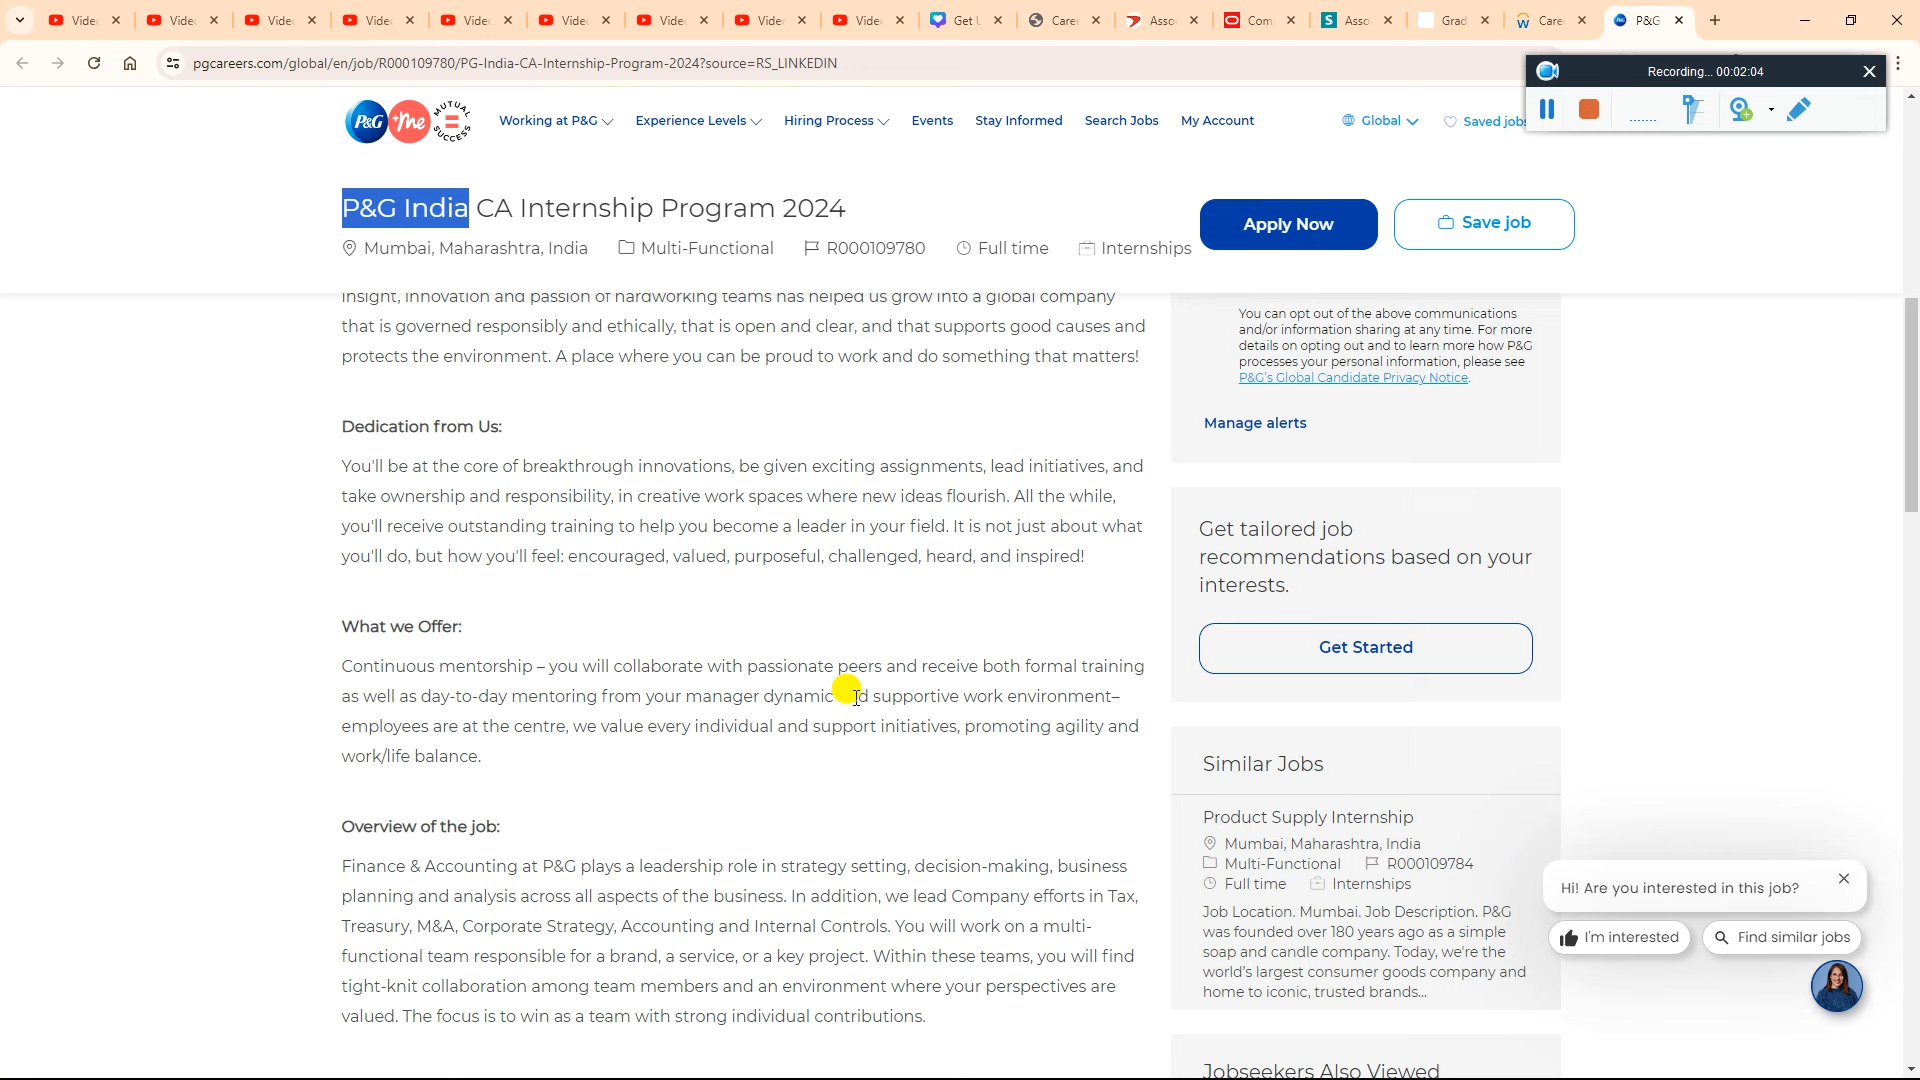 Video
Video
Video
Video
Video
Video
Video
Video
Video
Get U
Care
Asso
Com
Asso
Grad
Care
P&G
pgcareers.com/global/en/job/R000109780/PG-India-CA-Internship-Program-2024?source=RS_LINKEDIN
Recording... 00:02:04
P&G +Me MUTUAL SUCCESS
Working at P&G
Experience Levels
Hiring Process
Events
Stay Informed
Search Jobs
My Account
Global
Saved jobs
P&G India CA Internship Program 2024
Mumbai, Maharashtra, India
Multi-Functional
R000109780
Full time
Internships
Apply Now
Save job
insight, innovation and passion of hardworking teams has helped us grow into a global company
that is governed responsibly and ethically, that is open and clear, and that supports good causes and
protects the environment. A place where you can be proud to work and do something that matters!
Dedication from Us:
You'll be at the core of breakthrough innovations, be given exciting assignments, lead initiatives, and
take ownership and responsibility, in creative work spaces where new ideas flourish. All the while,
you'll receive outstanding training to help you become a leader in your field. It is not just about what
you'll do, but how you'll feel: encouraged, valued, purposeful, challenged, heard, and inspired!
What we Offer:
Continuous mentorship – you will collaborate with passionate peers and receive both formal training
as well as day-to-day mentoring from your manager dynamic supportive work environment–
employees are at the centre, we value every individual and support initiatives, promoting agility and
work/life balance.
Overview of the job:
Finance & Accounting at P&G plays a leadership role in strategy setting, decision-making, business
planning and analysis across all aspects of the business. In addition, we lead Company efforts in Tax,
Treasury, M&A, Corporate Strategy, Accounting and Internal Controls. You will work on a multi-
functional team responsible for a brand, a service, or a key project. Within these teams, you will find
tight-knit collaboration among team members and an environment where your perspectives are
valued. The focus is to win as a team with strong individual contributions.
You can opt out of the above communications
and/or information sharing at any time. For more
details on opting out and to learn more how P&G
processes your personal information, please see
P&G's Global Candidate Privacy Notice.
Manage alerts
Get tailored job
recommendations based on your
interests.
Get Started
Similar Jobs
Product Supply Internship
Mumbai, Maharashtra, India
Multi-Functional
R000109784
Full time
Internships
Job Location. Mumbai. Job Description. P&G
was founded over 180 years ago as a simple
soap and candle company. Today, we're the
world's largest consumer goods company and
home to iconic, trusted brands...
Jobseekers Also Viewed
Hi! Are you interested in this job?
I'm interested
Find similar jobs